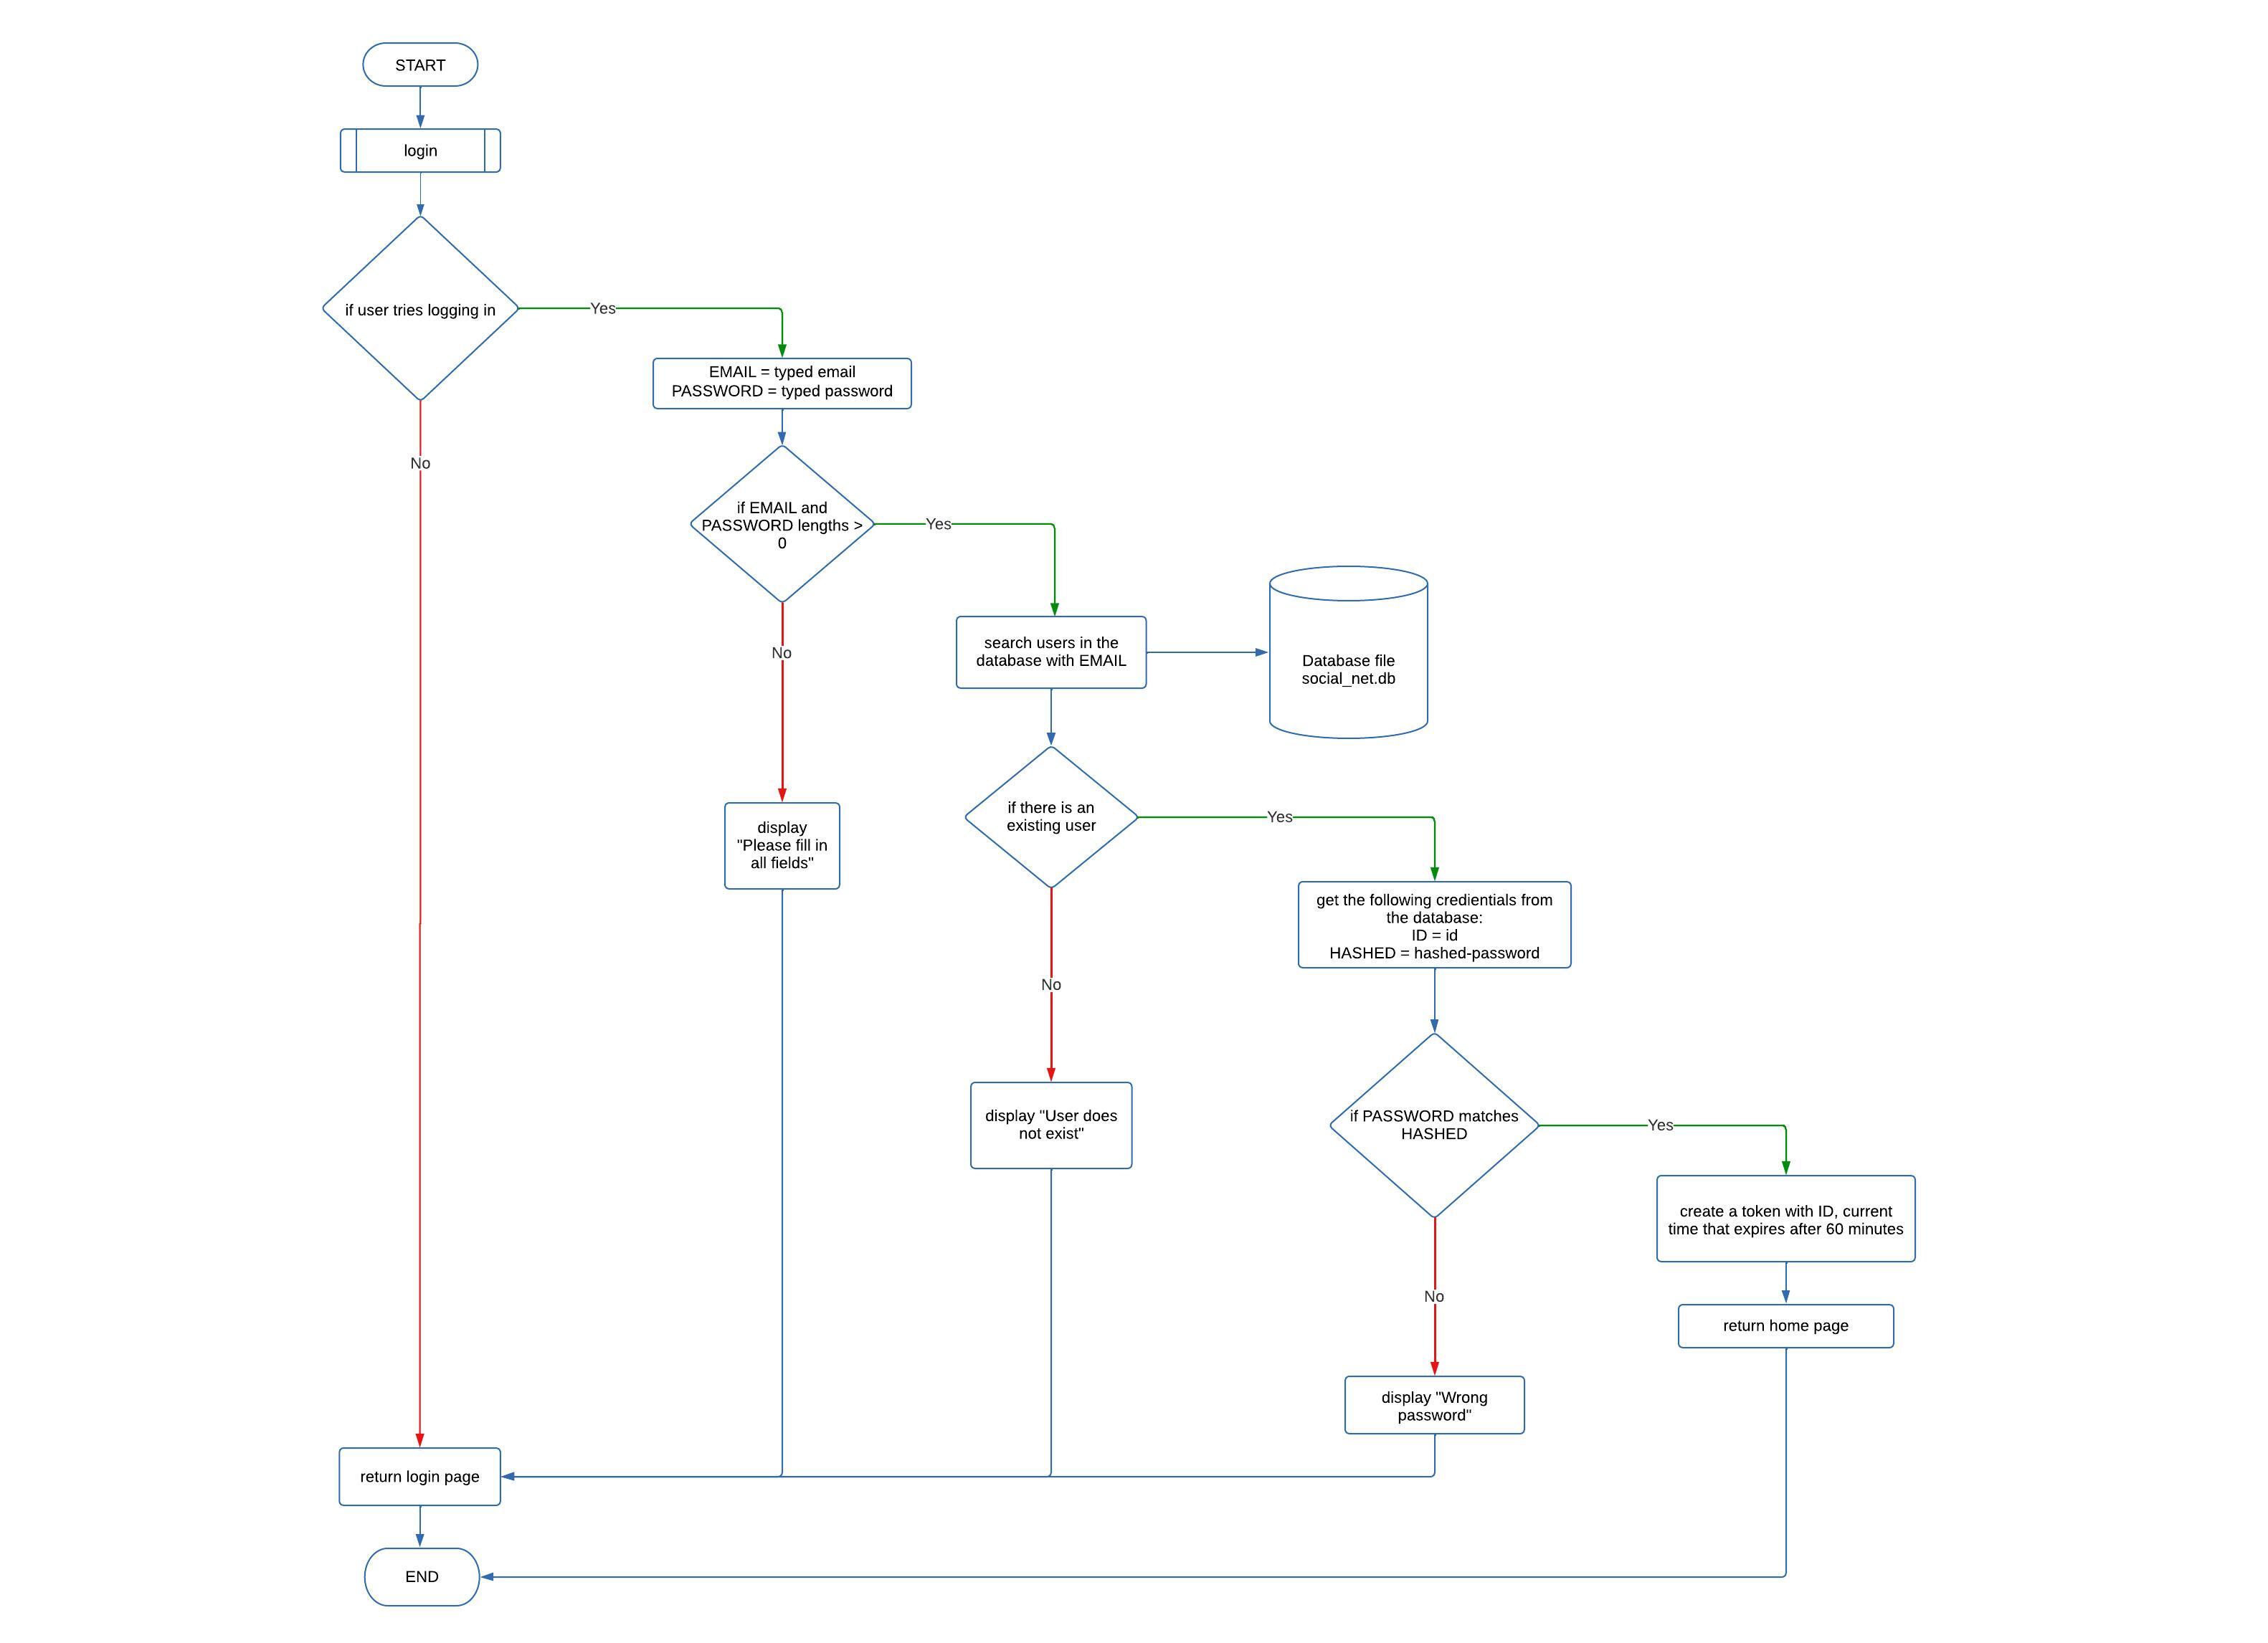 START
login
if user tries logging in
Yes
No
EMAIL = typed email
PASSWORD = typed password
if EMAIL and
PASSWORD lengths >
0
Yes
No
search users in the
database with EMAIL
Database file
social_net.db
display
"Please fill in
all fields"
if there is an
existing user
Yes
No
get the following credentials from
the database:
ID = id
HASHED = hashed-password
display "User does
not exist"
if PASSWORD matches
HASHED
Yes
No
create a token with ID, current
time that expires after 60 minutes
return home page
display "Wrong
password"
return login page
END